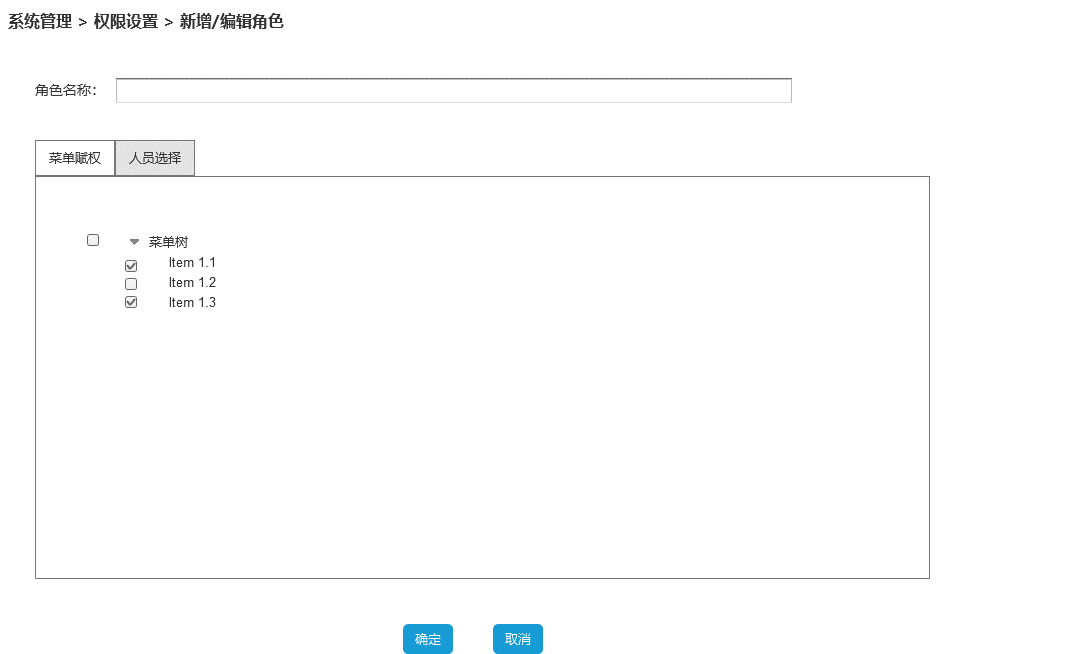 系统管理 > 权限设置 > 新增/编辑角色
角色名称：
菜单赋权 人员选择
菜单树
Item 1.1
Item 1.2
Item 1.3
确定 取消